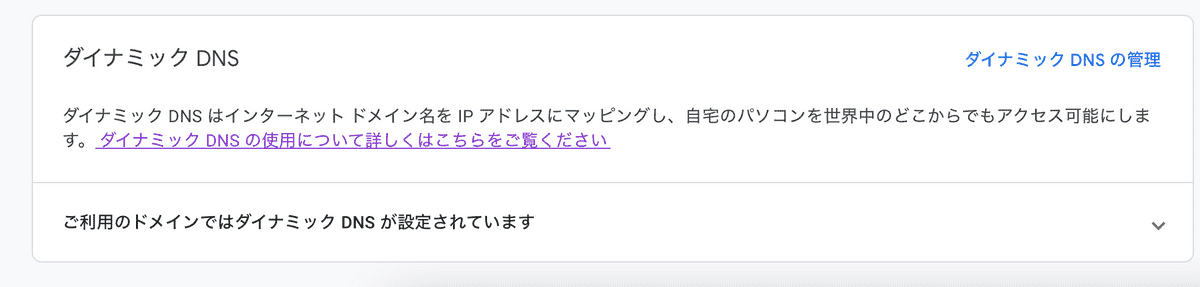 ダイナミック DNS
ダイナミック DNS の管理
ダイナミック DNS はインターネット ドメイン名を IP アドレスにマッピングし、自宅のパソコンを世界中のどこからでもアクセス可能にしま
す。 ダイナミック DNS の使用について詳しくはこちらをご覧ください
ご利用のドメインではダイナミック DNS が設定されています